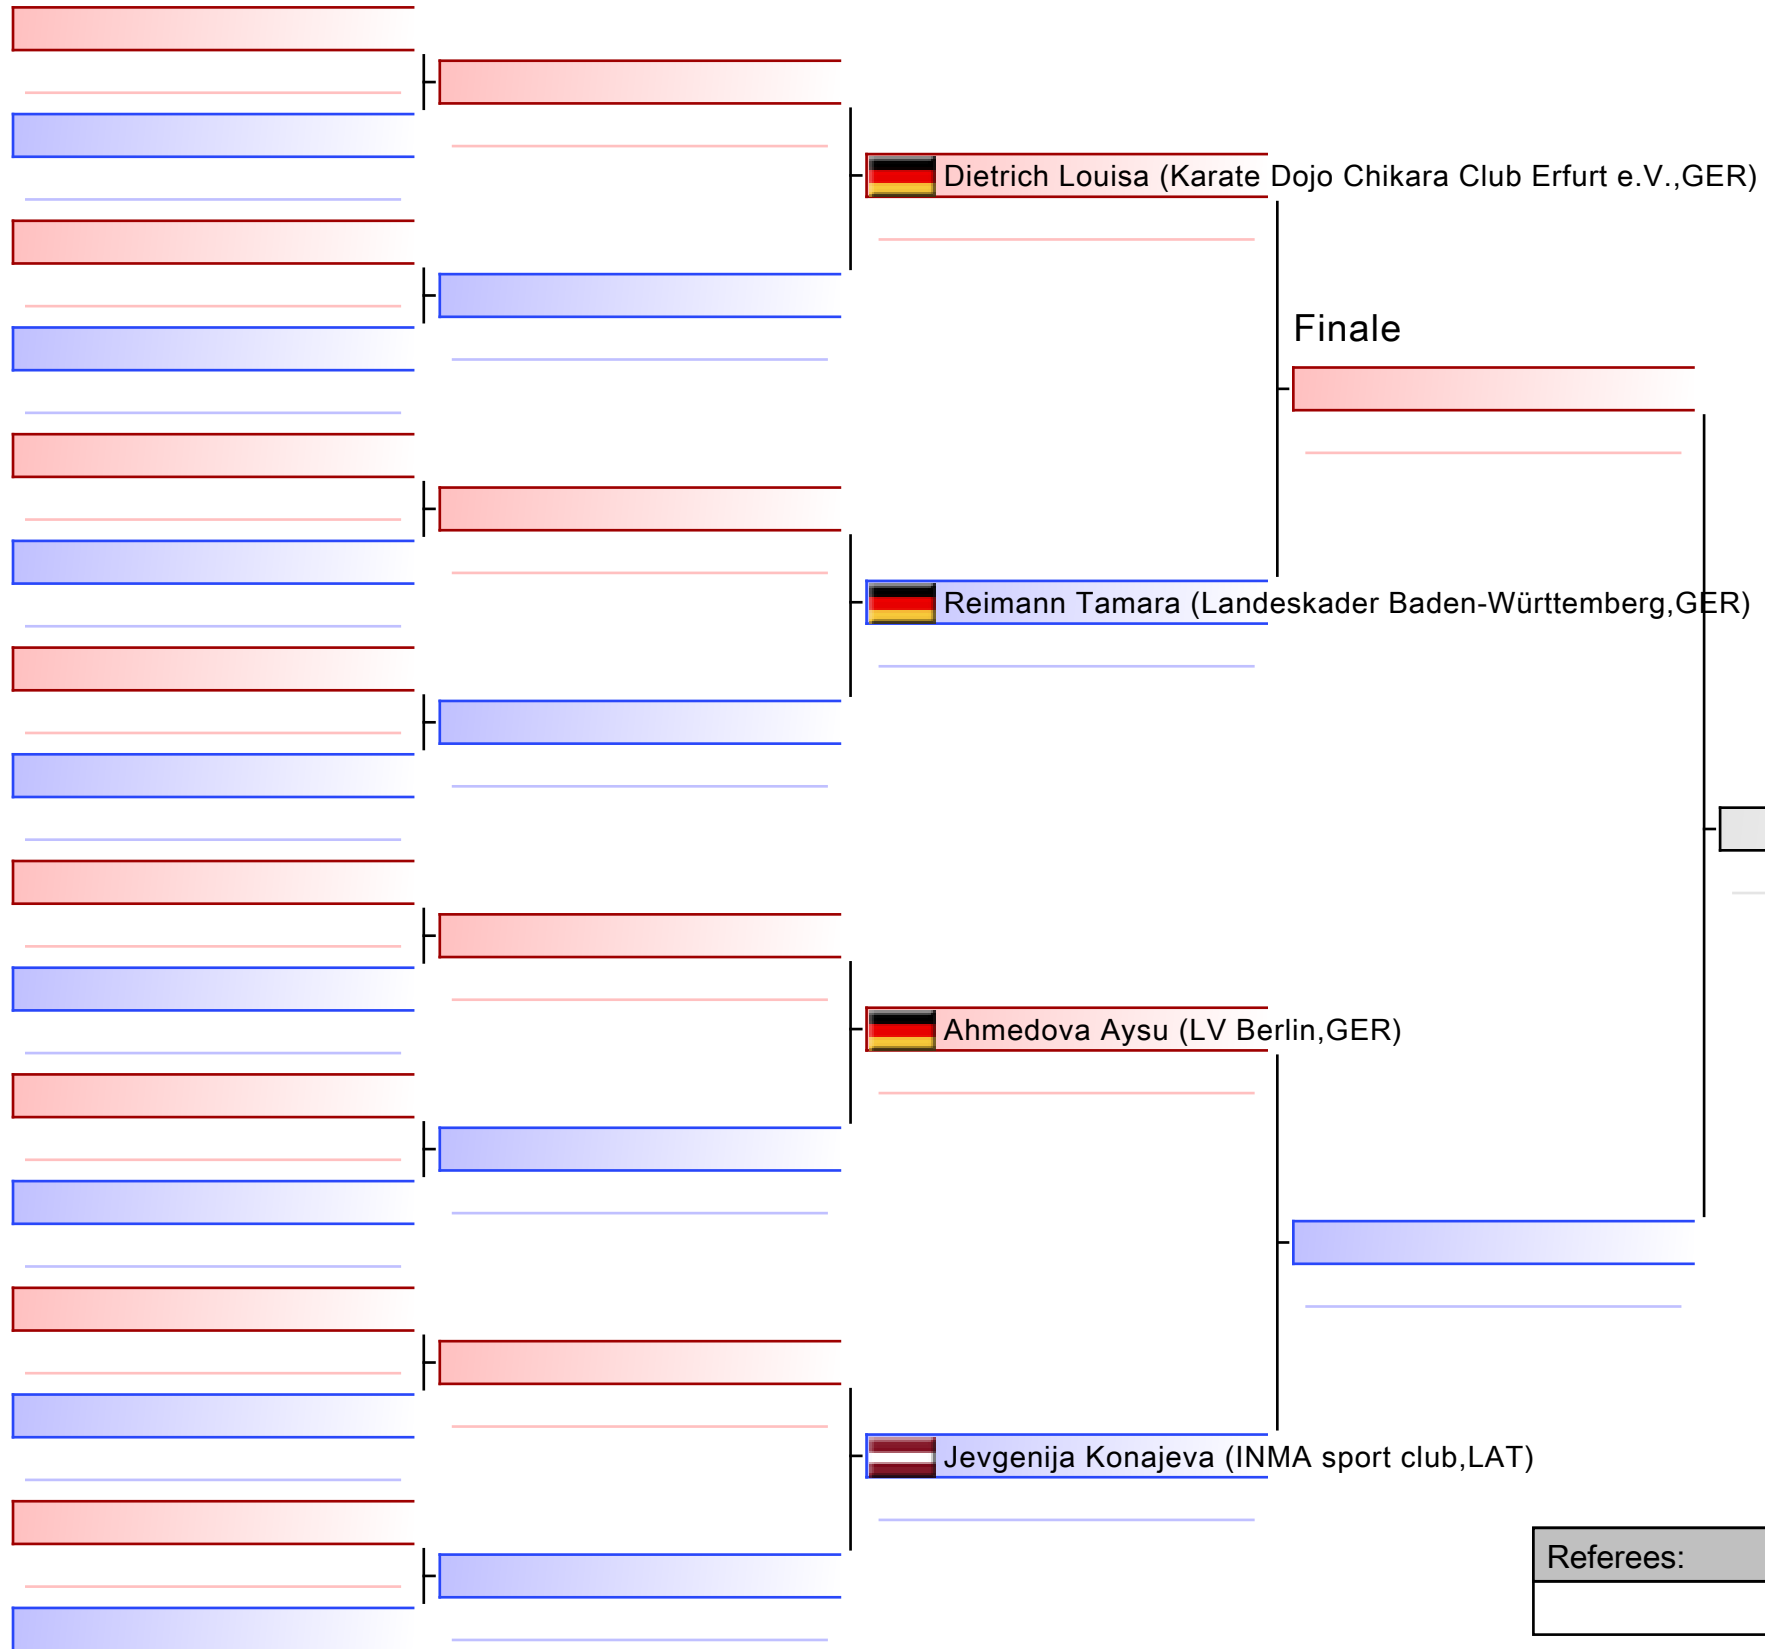 Dietrich Louisa (Karate Dojo Chikara Club Erfurt e.V.,GER)
Finale
Reimann Tamara (Landeskader Baden-Württemberg,GER)
Ahmedova Aysu (LV Berlin,GER)
Jevgenija Konajeva (INMA sport club,LAT)
Referees: